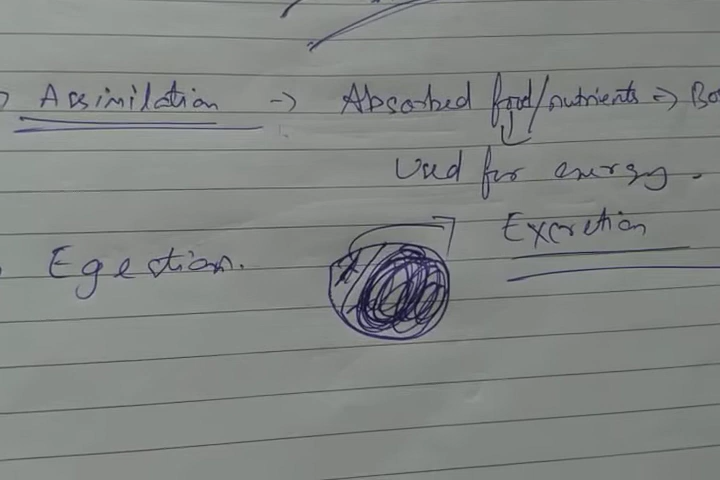 Assimilation -> Absorbed food/nutrients =>
Used for energy.
Excretion
Egestion.